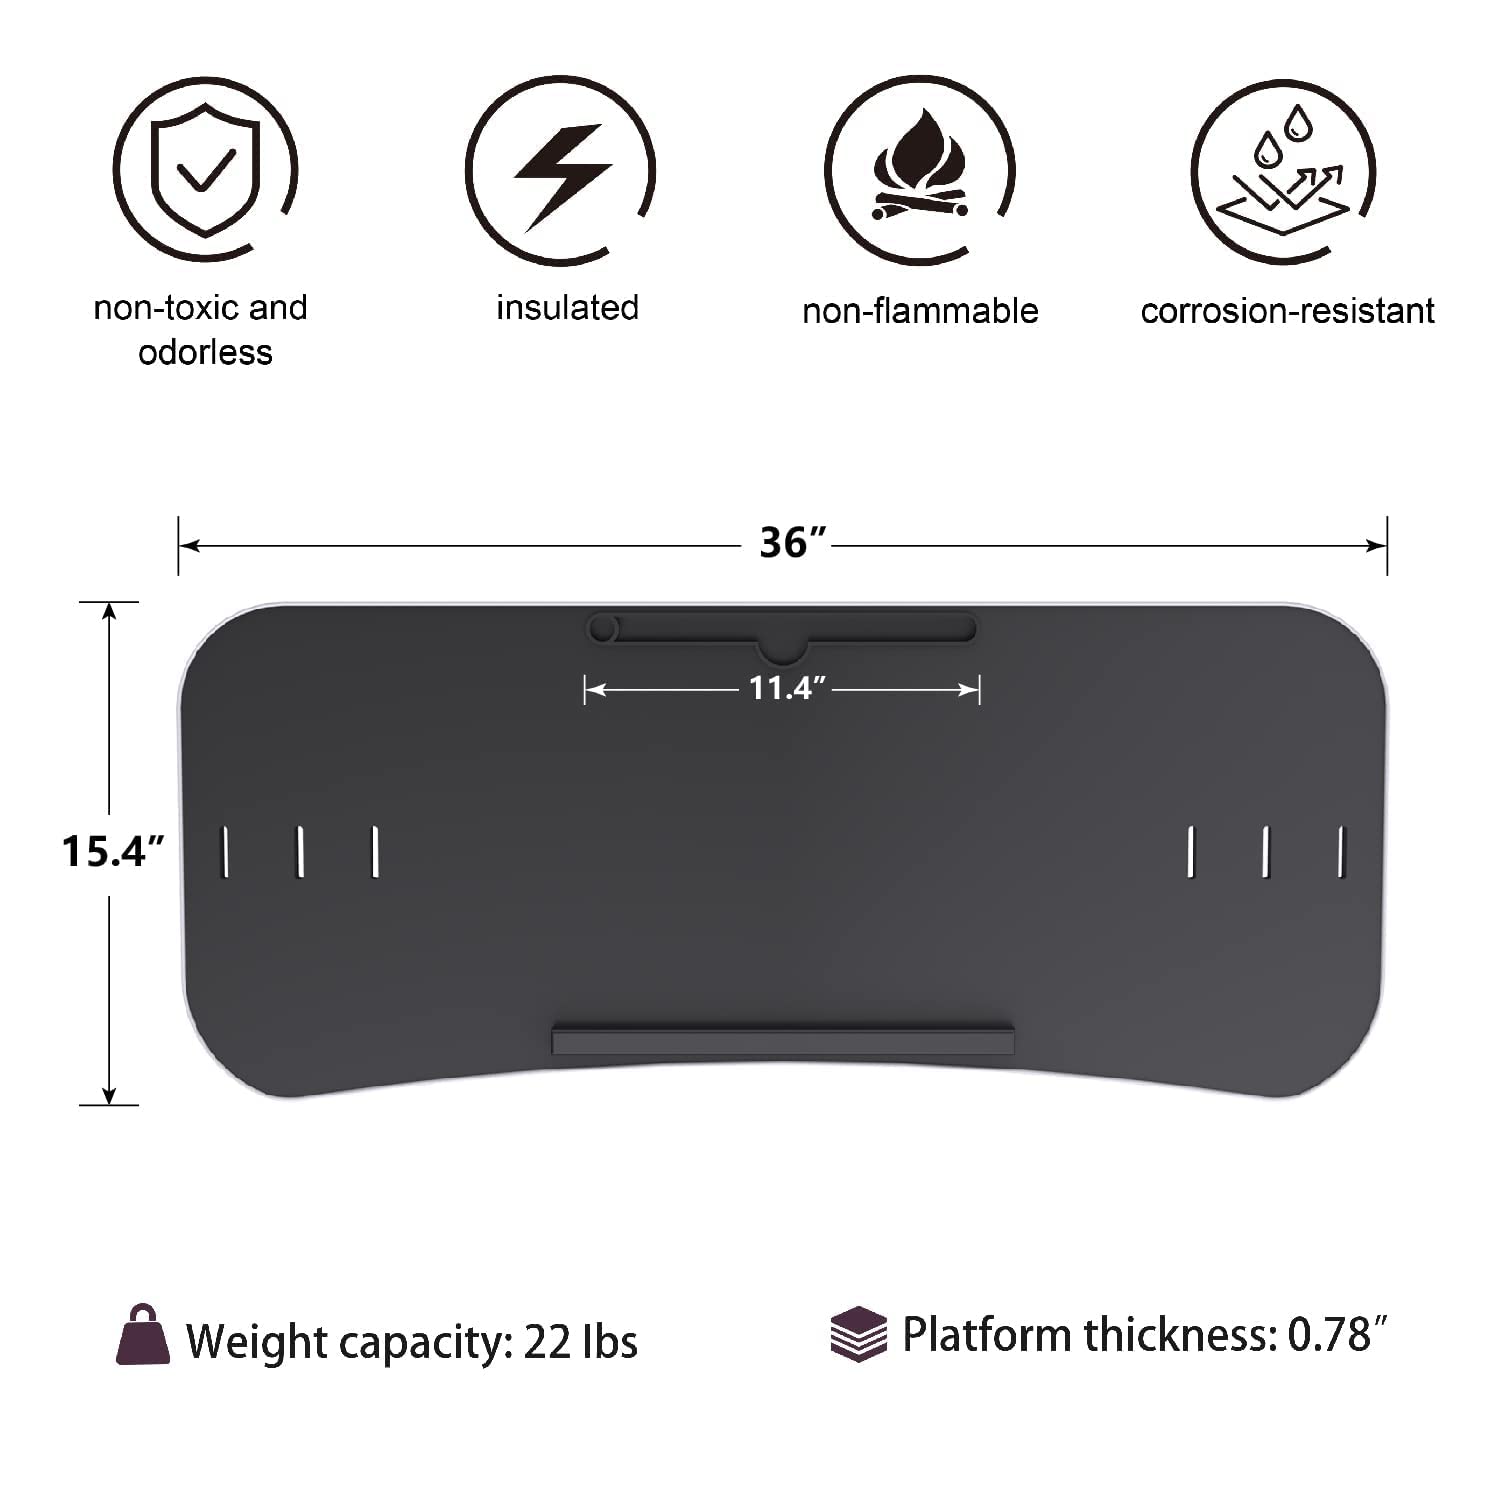 non-toxic and
odorless
insulated
non-flammable
corrosion-resistant
36”
11.4”
15.4”
Weight capacity: 22 lbs
Platform thickness: 0.78”